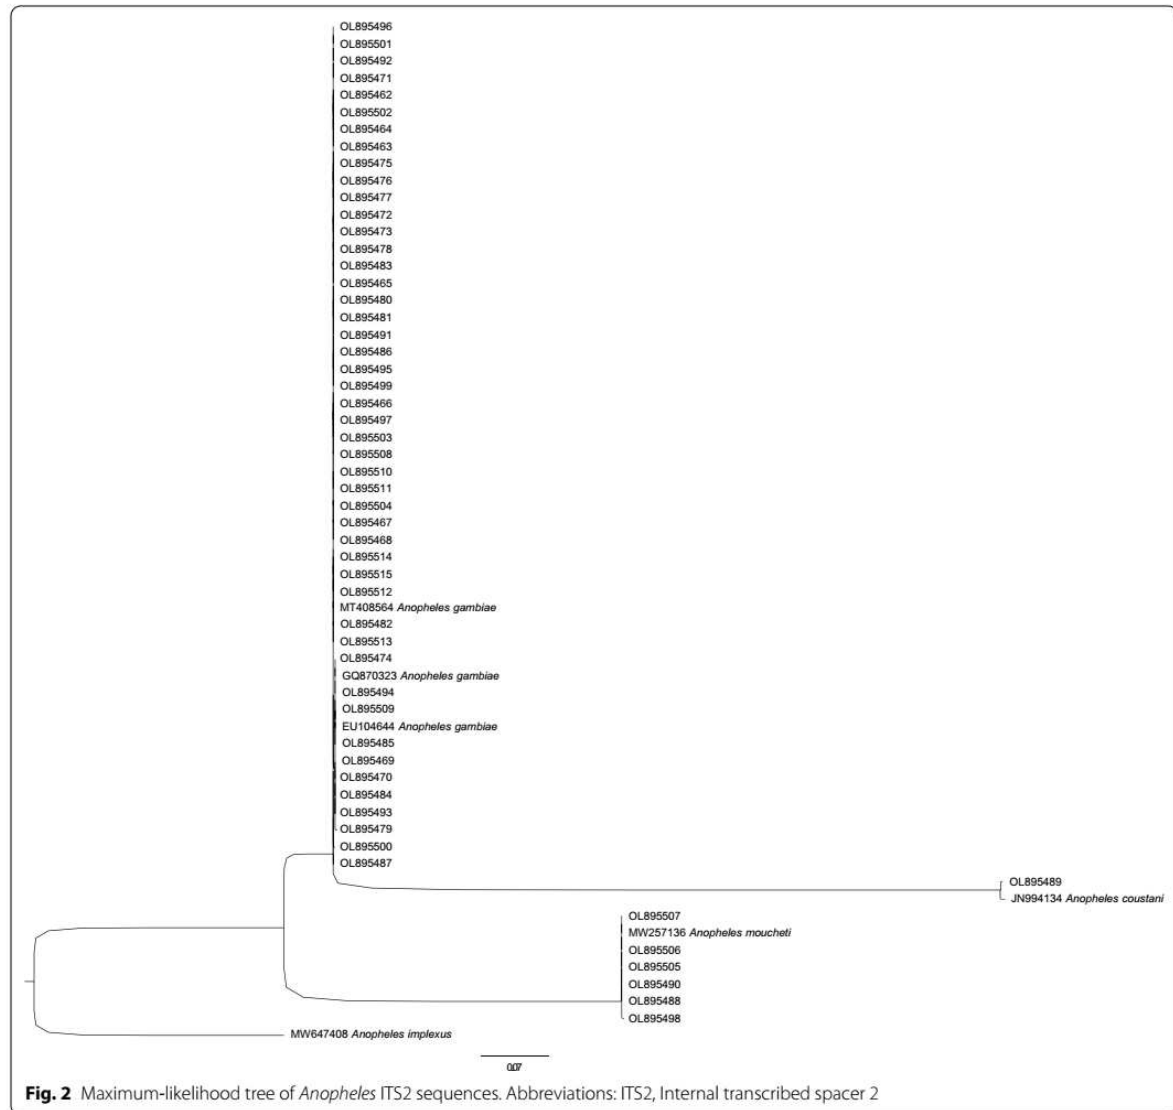 OL895496
OL895501
OL895492
OL895471
OL895462
OL895502
OL895464
OL895463
OL895475
OL895476
OL895477
OL895472
OL895473
OL895478
OL895483
OL895465
OL895480
OL895481
OL895491
OL895486
OL895495
OL895499
OL895466
OL895497
OL895503
OL895508
OL895510
OL895511
OL895504
OL895467
OL895468
OL895514
OL895515
OL895512
MT408564 Anopheles gambiae
OL895482
OL895513
OL895474
GQ870323 Anopheles gambiae
OL895494
OL895509
EU104644 Anopheles gambiae
OL895485
OL895469
OL895470
OL895484
OL895493
OL895479
OL895500
OL895487
OL895489
JN994134 Anopheles coustani
OL895507
MW257136 Anopheles moucheti
OL895506
OL895505
OL895490
OL895488
OL895498
MW647408 Anopheles implexus
0.07
Fig. 2 Maximum-likelihood tree of Anopheles ITS2 sequences. Abbreviations: ITS2, Internal transcribed spacer 2